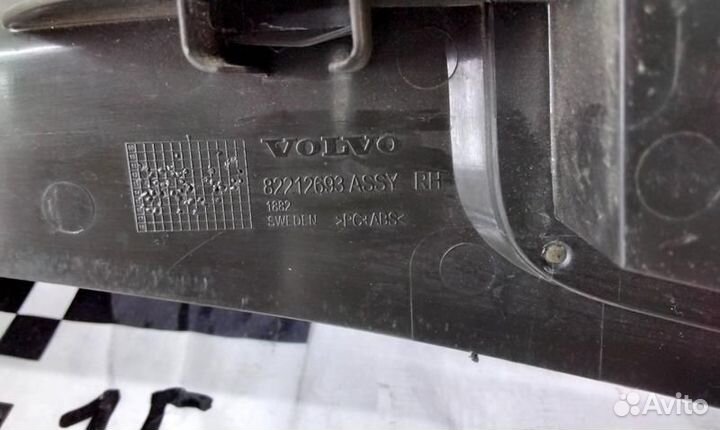 VOLVO
82212693 ASSY RH
1882
SWEDEN >PC+ABS<
Avito